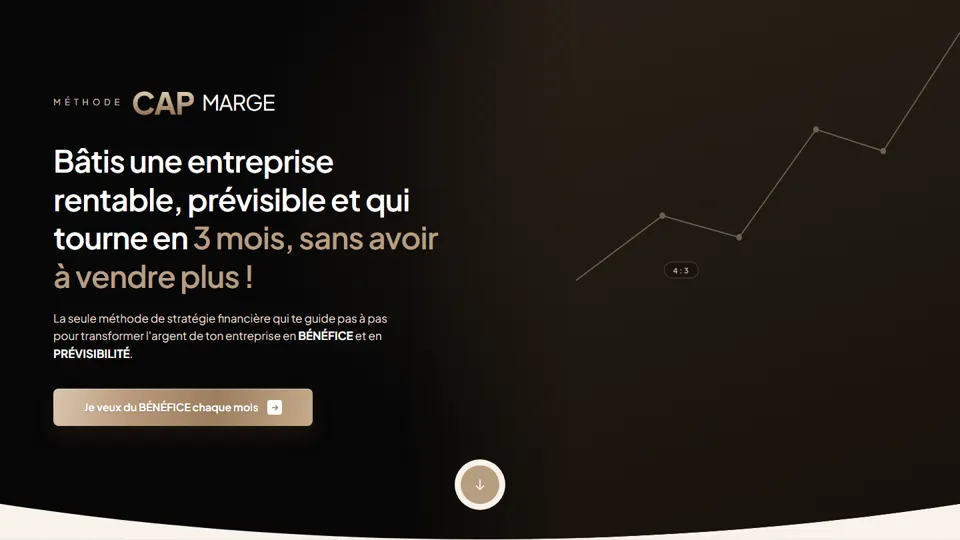 MÉTHODE CAP MARGE
Bâtis une entreprise
rentable, prévisible et qui
tourne en 3 mois, sans avoir
à vendre plus !
La seule méthode de stratégie financière qui te guide pas à pas
pour transformer l'argent de ton entreprise en BÉNÉFICE et en
PRÉVISIBILITÉ.
Je veux du BÉNÉFICE chaque mois
4:3